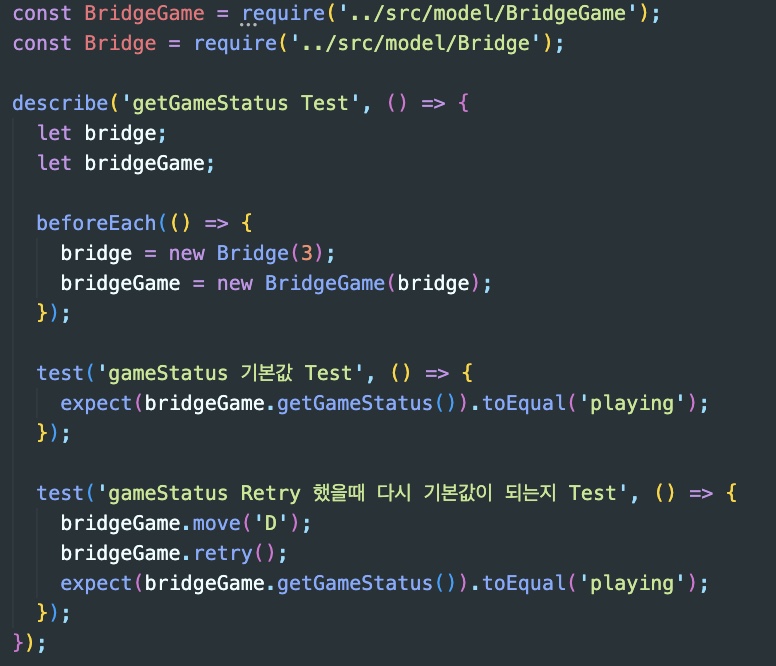 const BridgeGame = require('../src/model/BridgeGame');
const Bridge = require('../src/model/Bridge');

describe('getGameStatus Test', () => {
  let bridge;
  let bridgeGame;

  beforeEach(() => {
    bridge = new Bridge(3);
    bridgeGame = new BridgeGame(bridge);
  });

  test('gameStatus 기본값 Test', () => {
    expect(bridgeGame.getGameStatus()).toEqual('playing');
  });

  test('gameStatus Retry 했을때 다시 기본값이 되는지 Test', () => {
    bridgeGame.move('D');
    bridgeGame.retry();
    expect(bridgeGame.getGameStatus()).toEqual('playing');
  });
});